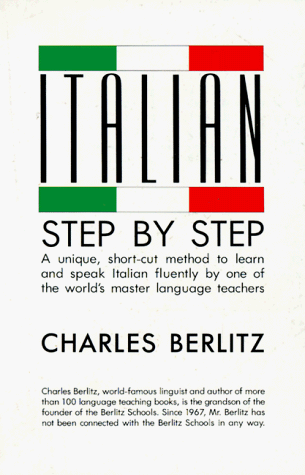 ITALIAN
STEP BY STEP
A unique, short-cut method to learn
and speak Italian fluently by one of
the world's master language teachers
CHARLES BERLITZ
Charles Berlitz, world-famous linguist and author of more
than 100 language teaching books, is the grandson of the
founder of the Berlitz Schools. Since 1967, Mr. Berlitz has
not been connected with the Berlitz Schools in any way.